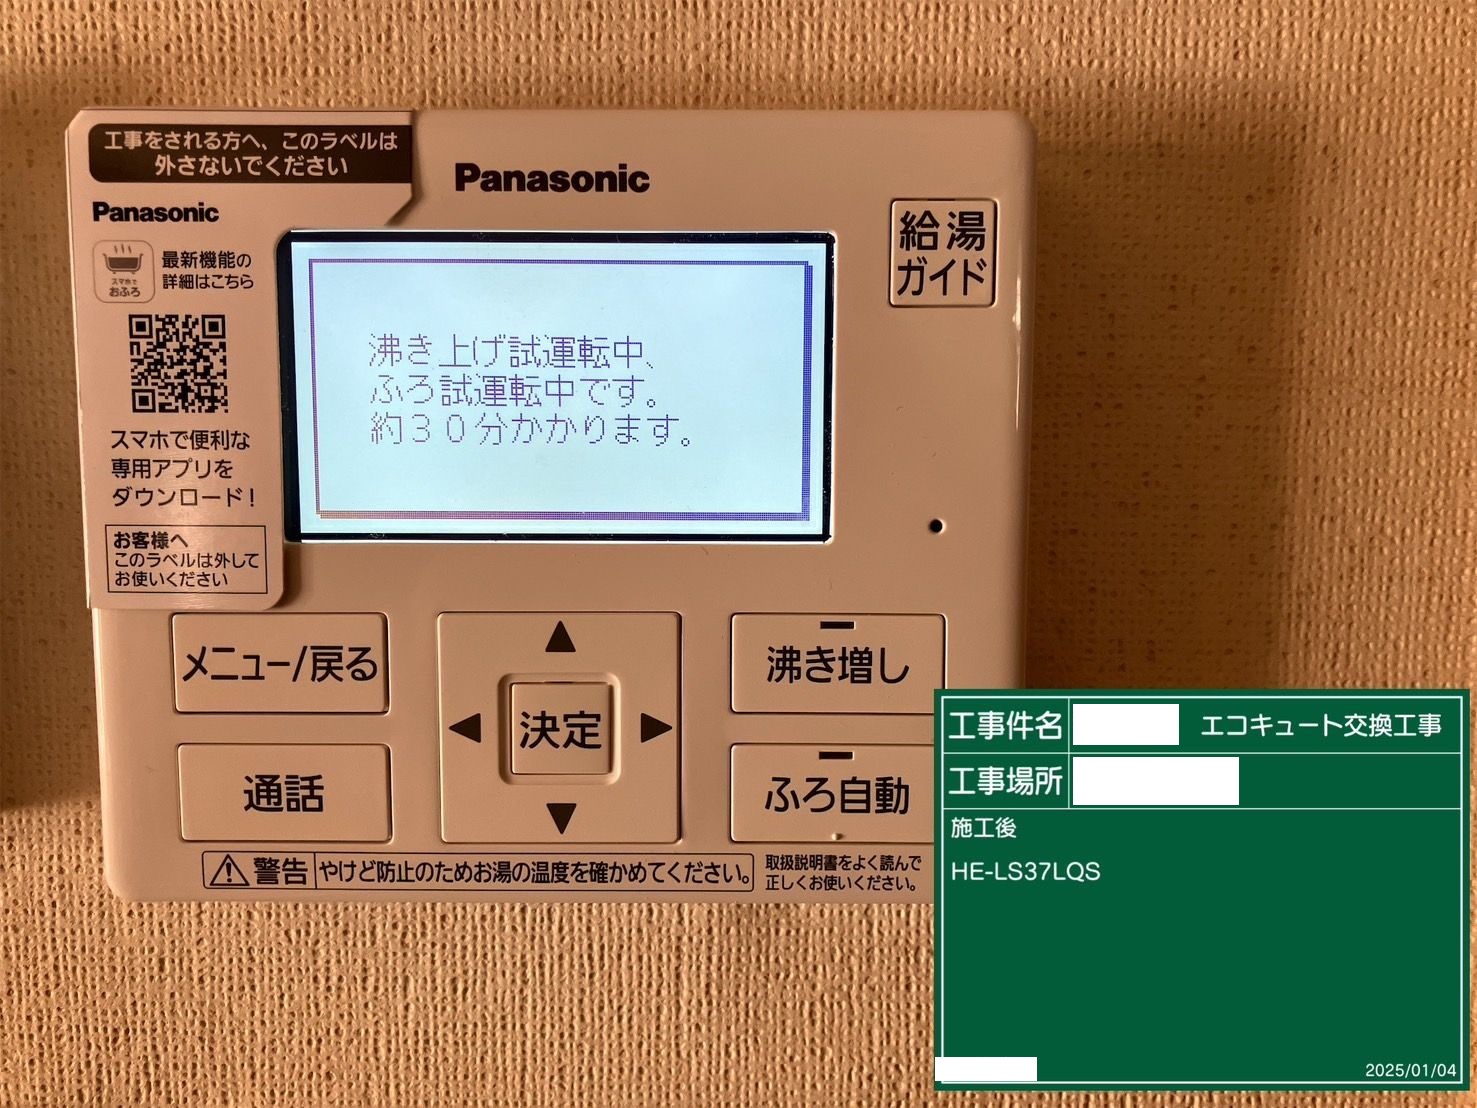 工事をされる方へ、このラベルは
外さないでください
Panasonic
スマホで
おふろ
最新機能の
詳細はこちら
スマホで便利な
専用アプリを
ダウンロード!
お客様へ
このラベルは外して
お使いください
Panasonic
給湯
ガイド
沸き上げ試運転中、
ふろ試運転中です。
約30分かかります。
メニュー/戻る
通話
▲
◀ 決定 ▶
▼
沸き増し
ふろ自動
警告 やけど防止のためお湯の温度を確かめてください。
取扱説明書をよく読んで
正しくお使いください。
工事件名 エコキュート交換工事
工事場所
施工後
HE-LS37LQS
2025/01/04